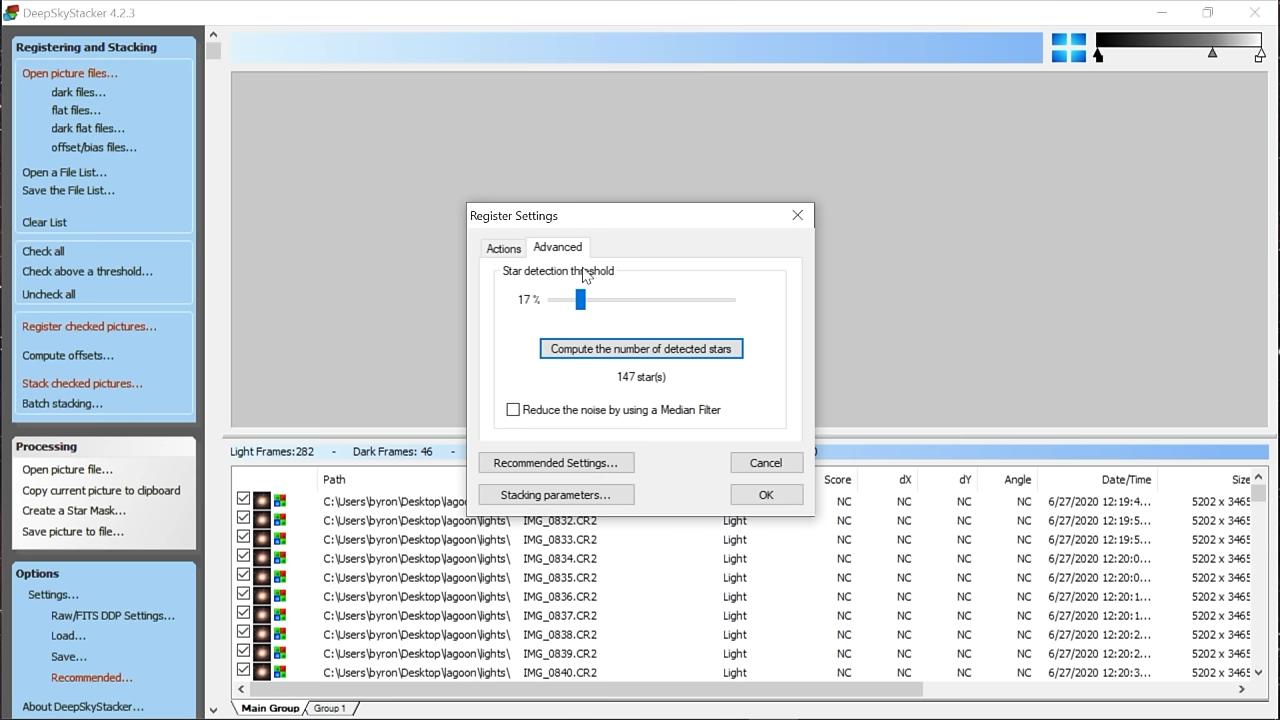 DeepSkyStacker 4.2.3
Registering and Stacking
Open picture files...
dark files...
flat files...
dark flat files...
offset/bias files...
Open a File List...
Save the File List...
Clear List
Check all
Check above a threshold...
Uncheck all
Register checked pictures...
Compute offsets...
Stack checked pictures...
Batch stacking...
Processing
Open picture file...
Copy current picture to clipboard
Create a Star Mask...
Save picture to file...
Options
Settings...
Raw/FITS DDP Settings...
Load...
Save...
Recommended...
About DeepSkyStacker...
Register Settings
Actions Advanced
Star detection threshold
17 %
Compute the number of detected stars
147 star(s)
Reduce the noise by using a Median Filter
Recommended Settings... Cancel
Stacking parameters... OK
Light Frames:282 - Dark Frames: 46 - 0
Path Score dX dY Angle Date/Time Size
C:\Users\byron\Desktop\lagoo NC NC NC NC 6/27/2020 12:19:4... 5202 x 3465
C:\Users\byron\Desktop\lagoon\lights\ IMG_0832.CR2 Light NC NC NC NC 6/27/2020 12:19:5... 5202 x 3465
C:\Users\byron\Desktop\lagoon\lights\ IMG_0833.CR2 Light NC NC NC NC 6/27/2020 12:19:5... 5202 x 3465
C:\Users\byron\Desktop\lagoon\lights\ IMG_0834.CR2 Light NC NC NC NC 6/27/2020 12:20:0... 5202 x 3465
C:\Users\byron\Desktop\lagoon\lights\ IMG_0835.CR2 Light NC NC NC NC 6/27/2020 12:20:0... 5202 x 3465
C:\Users\byron\Desktop\lagoon\lights\ IMG_0836.CR2 Light NC NC NC NC 6/27/2020 12:20:1... 5202 x 3465
C:\Users\byron\Desktop\lagoon\lights\ IMG_0837.CR2 Light NC NC NC NC 6/27/2020 12:20:1... 5202 x 3465
C:\Users\byron\Desktop\lagoon\lights\ IMG_0838.CR2 Light NC NC NC NC 6/27/2020 12:20:2... 5202 x 3465
C:\Users\byron\Desktop\lagoon\lights\ IMG_0839.CR2 Light NC NC NC NC 6/27/2020 12:20:2... 5202 x 3465
C:\Users\byron\Desktop\lagoon\lights\ IMG_0840.CR2 Light NC NC NC NC 6/27/2020 12:20:3... 5202 x 3465
Main Group Group 1